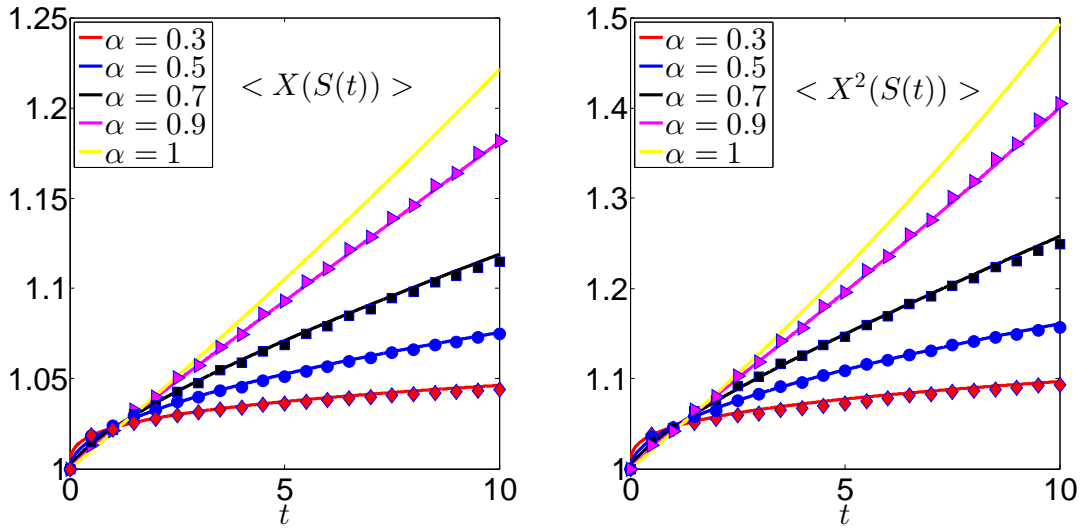 1.25
1.2
1.15
1.1
1.05
1
0
5
10
t
α = 0.3
α = 0.5
α = 0.7
α = 0.9
α = 1
< X(S(t)) >
1.5
1.4
1.3
1.2
1.1
1
0
5
10
t
α = 0.3
α = 0.5
α = 0.7
α = 0.9
α = 1
< X²(S(t)) >